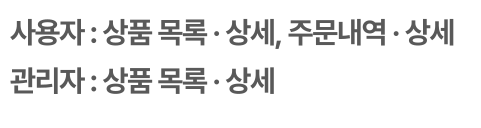 사용자 : 상품 목록 · 상세, 주문내역 · 상세
관리자 : 상품 목록 · 상세